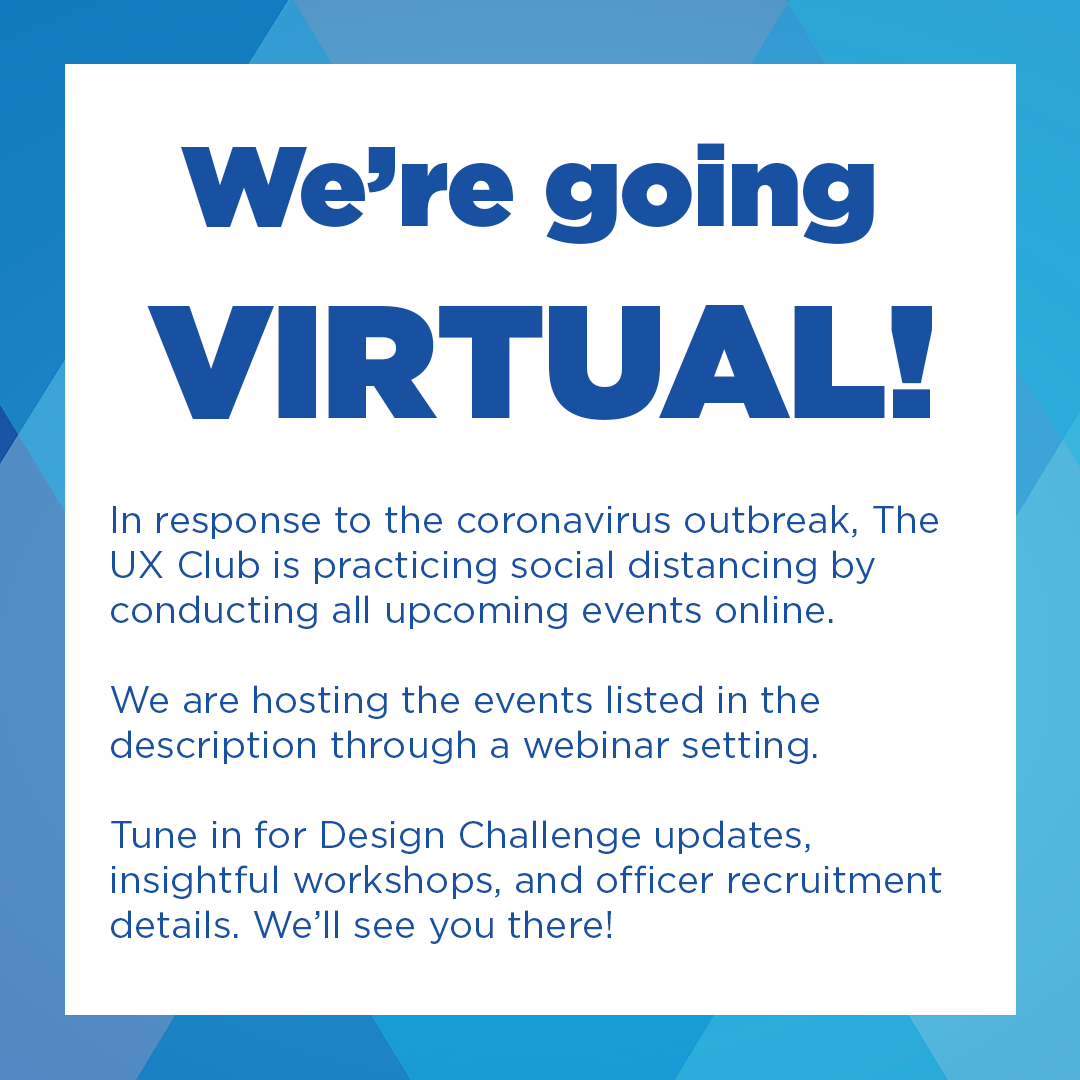 We’re going
VIRTUAL!
In response to the coronavirus outbreak, The
UX Club is practicing social distancing by
conducting all upcoming events online.
We are hosting the events listed in the
description through a webinar setting.
Tune in for Design Challenge updates,
insightful workshops, and officer recruitment
details. We’ll see you there!